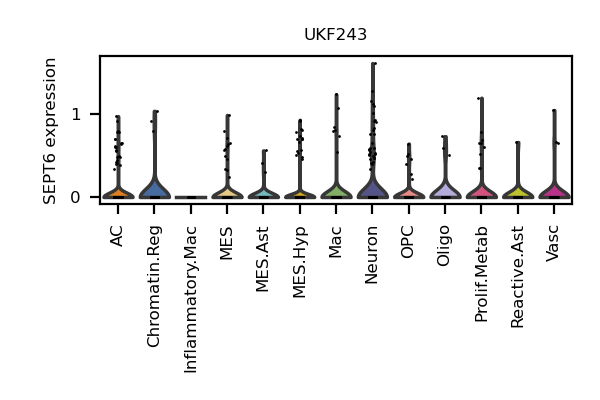 UKF243
SEPT6 expression
1
0
AC
Chromatin.Reg
Inflammatory.Mac
MES
MES.Ast
MES.Hyp
Mac
Neuron
OPC
Oligo
Prolif.Metab
Reactive.Ast
Vasc